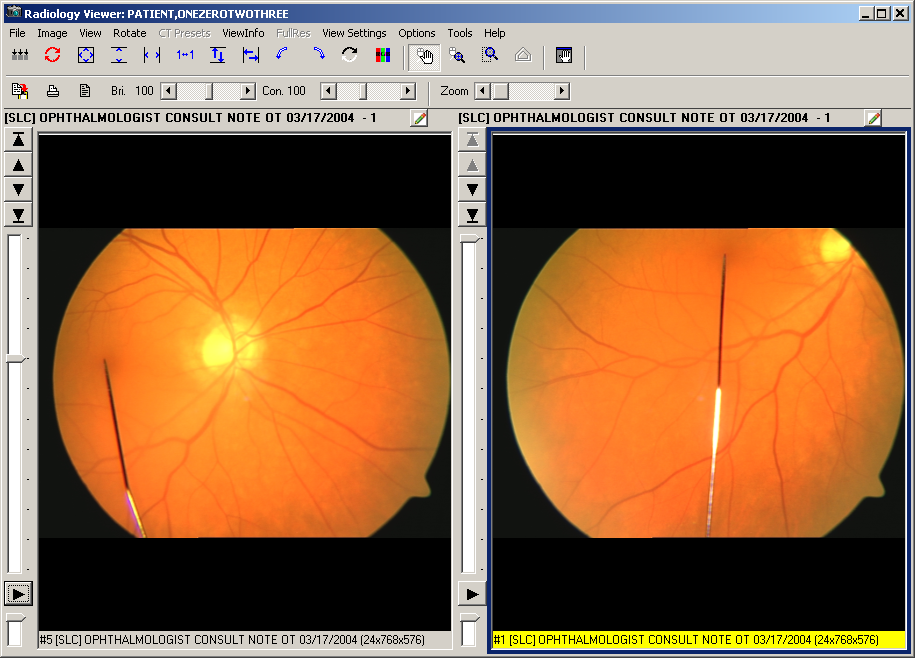 Radiology Viewer: PATIENT,ONEZEROTWOTHREE
File Image View Rotate CT Presets ViewInfo FullRes View Settings Options Tools Help
1↔1
Bri. 100 Con. 100 Zoom
[SLC] OPHTHALMOLOGIST CONSULT NOTE OT 03/17/2004 - 1
[SLC] OPHTHALMOLOGIST CONSULT NOTE OT 03/17/2004 - 1
#5 [SLC] OPHTHALMOLOGIST CONSULT NOTE OT 03/17/2004 (24x768x576)
#1 [SLC] OPHTHALMOLOGIST CONSULT NOTE OT 03/17/2004 (24x768x576)